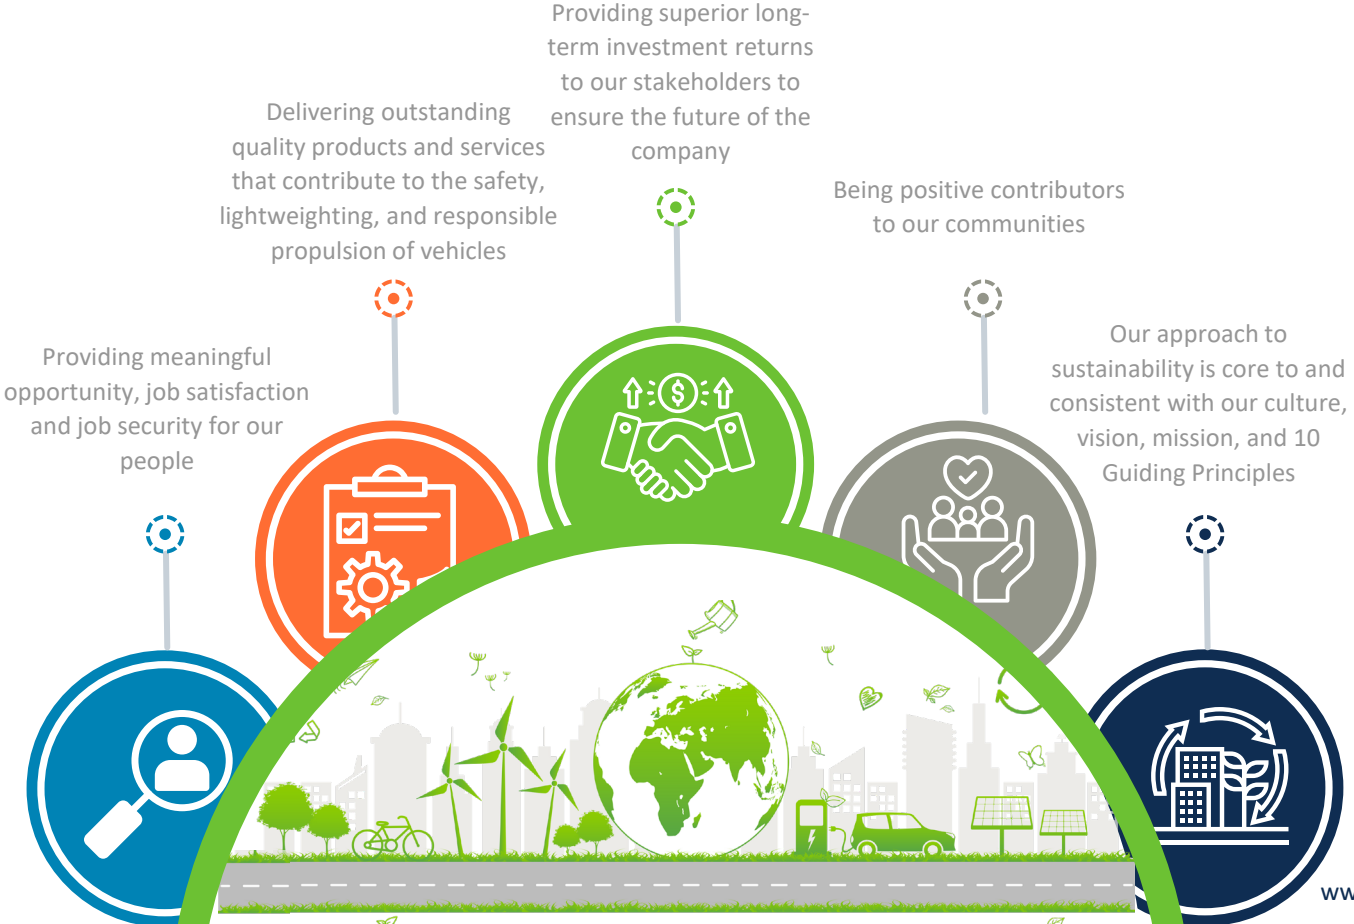 Providing superior long-
term investment returns
to our stakeholders to
ensure the future of the
company
Delivering outstanding
quality products and services
that contribute to the safety,
lightweighting, and responsible
propulsion of vehicles
Being positive contributors
to our communities
Our approach to
sustainability is core to and
consistent with our culture,
vision, mission, and 10
Guiding Principles
Providing meaningful
opportunity, job satisfaction
and job security for our
people